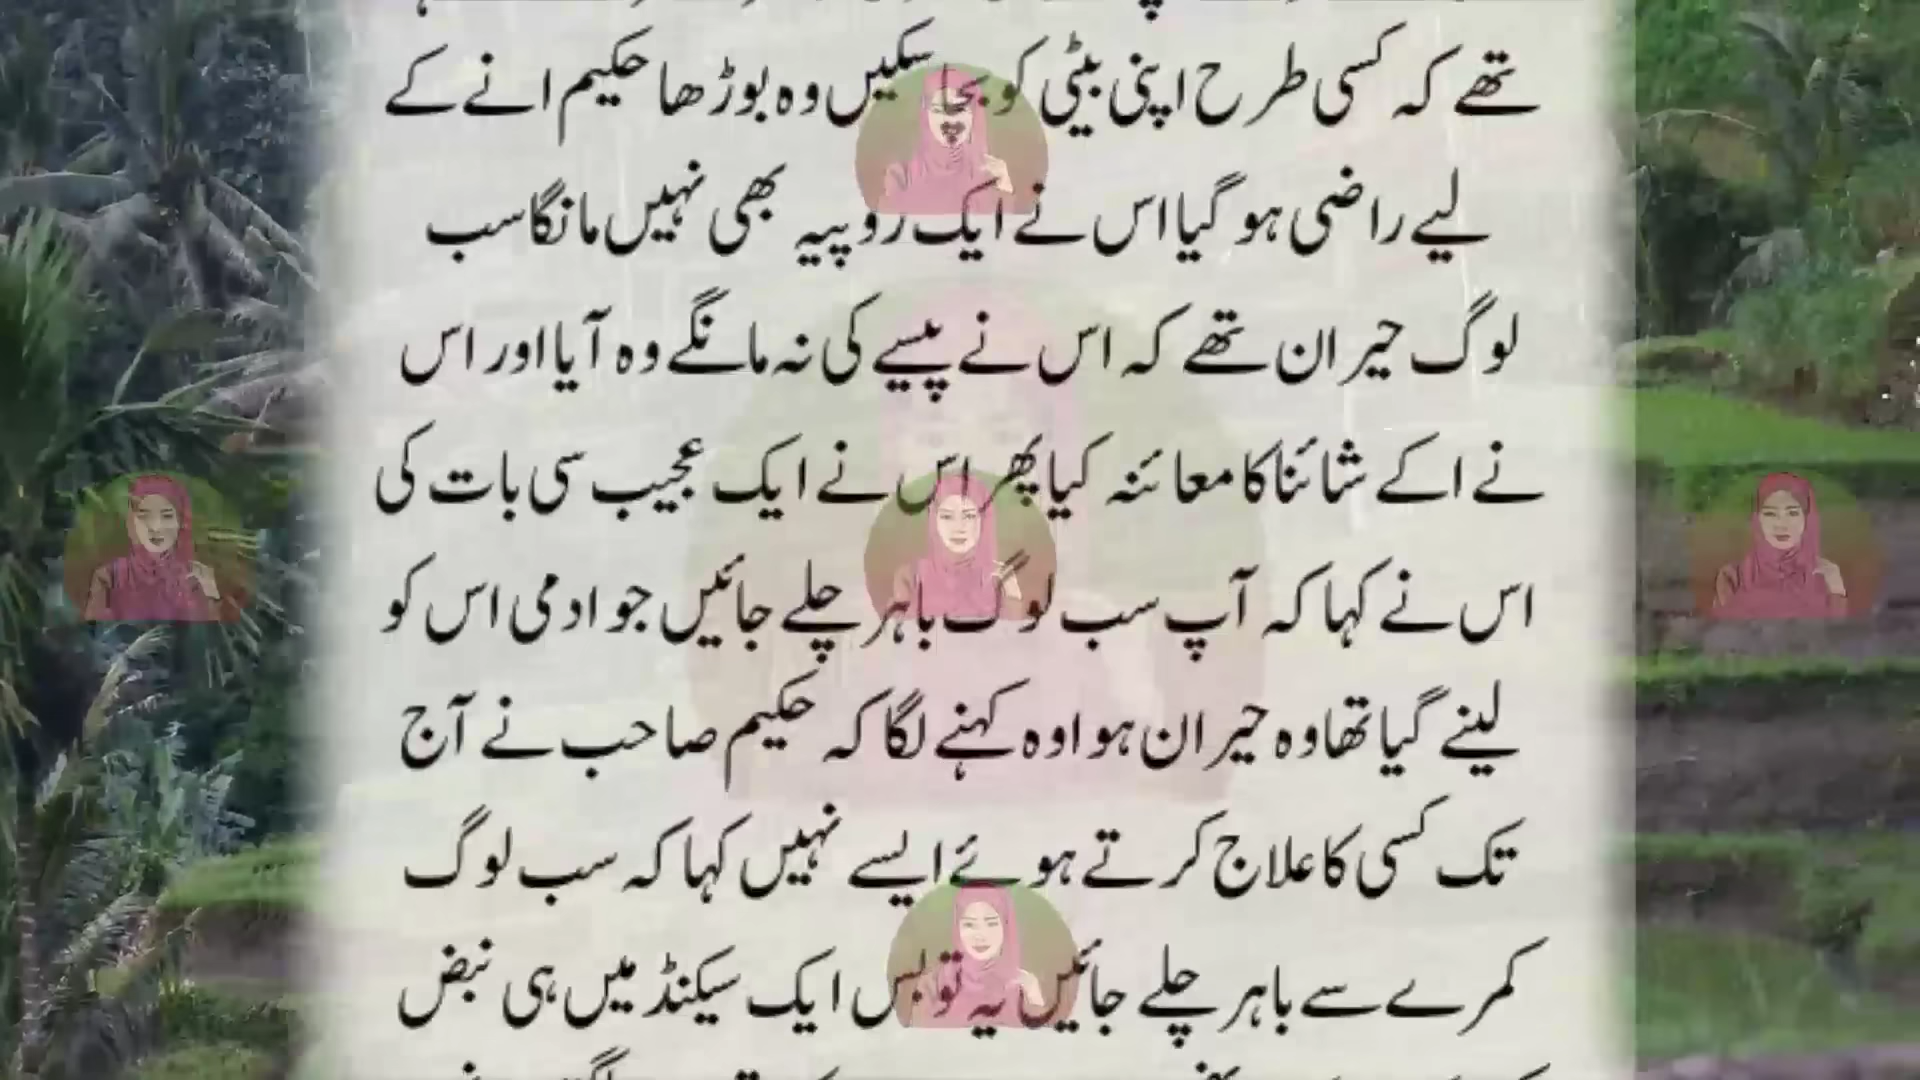 تھے کہ کسی طرح اپنی بیٹی کو بچا سکیں وہ بوڑھا حکیم انے کے
لیے راضی ہو گیا اس نے ایک روپیہ بھی نہیں مانگا سب
لوگ حیران تھے کہ اس نے پیسے کی نہ مانگے وہ آیا اور اس
نے اکے شائنا کا معائنہ کیا پھر اس نے ایک عجیب سی بات کی
اس نے کہا کہ آپ سب لوگ باہر چلے جائیں جو ادمی اس کو
لینے گیا تھا وہ حیران ہوا وہ کہنے لگا کہ حکیم صاحب نے آج
تک کسی کا علاج کرتے ہوئے ایسے نہیں کہا کہ سب لوگ
کمرے سے باہر چلے جائیں یہ تو بس ایک سیکنڈ میں ہی نبض